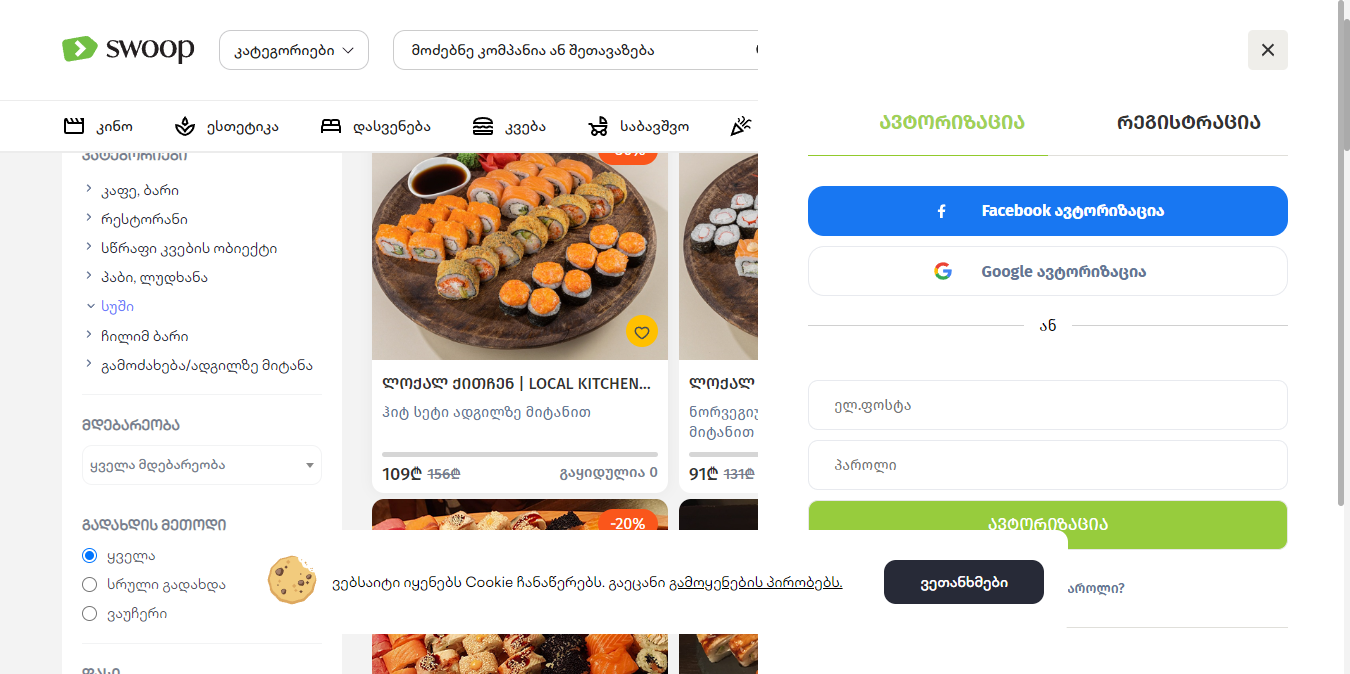 swoop
კატეგორიები
მოძებნე კომპანია ან შეთავაზება
კინო
ესთეტიკა
დასვენება
კვება
საბავშვო
ავტორიზაცია
რეგისტრაცია
კატეგორიები
კაფე, ბარი
რესტორანი
სწრაფი კვების ობიექტი
პაბი, ლუდხანა
სუში
ჩილიმ ბარი
გამოძახება/ადგილზე მიტანა
მდებარეობა
ყველა მდებარეობა
გადახდის მეთოდი
ყველა
სრული გადახდა
ვაუჩერი
ფასი
ლოქალ ქითჩენ | LOCAL KITCHEN...
ჰიტ სეტი ადგილზე მიტანით
109₾ 156₾
გაყიდულია 0
ლოქალ
მიტანით
91₾ 131₾
-20%
Facebook ავტორიზაცია
Google ავტორიზაცია
ან
ელ.ფოსტა
პაროლი
ავტორიზაცია
ვებსაიტი იყენებს Cookie ჩანაწერებს. გაეცანი გამოყენების პირობებს.
ვეთანხმები